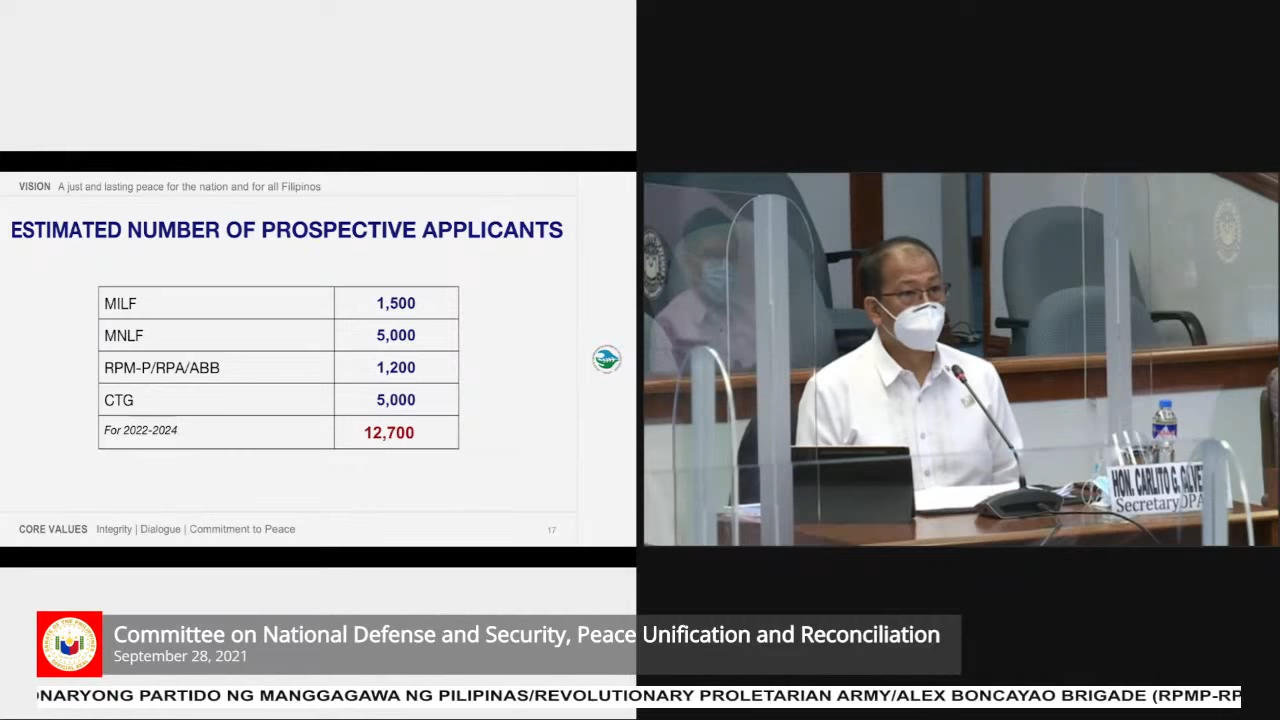 VISION A just and lasting peace for the nation and for all Filipinos
ESTIMATED NUMBER OF PROSPECTIVE APPLICANTS
MILF 1,500
MNLF 5,000
RPM-P/RPA/ABB 1,200
CTG 5,000
For 2022-2024 12,700
CORE VALUES Integrity | Dialogue | Commitment to Peace 17
HON. CARLITO G. GALVE
Secretary OPA
Committee on National Defense and Security, Peace Unification and Reconciliation
September 28, 2021
ONARYONG PARTIDO NG MANGGAGAWA NG PILIPINAS/REVOLUTIONARY PROLETARIAN ARMY/ALEX BONCAYAO BRIGADE (RPMP-RP